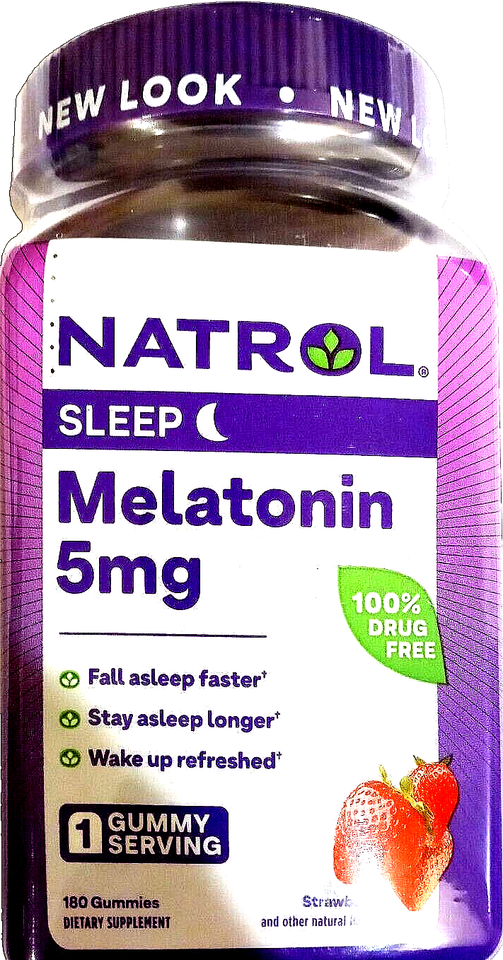 NEW LOOK • NEW
NATROL®
SLEEP
Melatonin
5mg
100%
DRUG
FREE
Fall asleep faster†
Stay asleep longer†
Wake up refreshed†
1 GUMMY
SERVING
180 Gummies
DIETARY SUPPLEMENT
and other natural